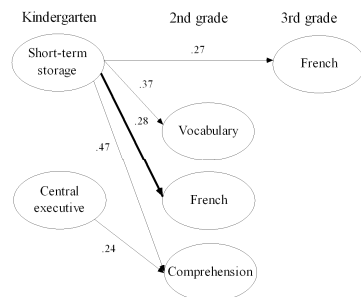 Kindergarten 2nd grade 3rd grade
Short-term
storage
.27
French
.37
.28
Vocabulary
.47
Central
executive
French
.24
Comprehension